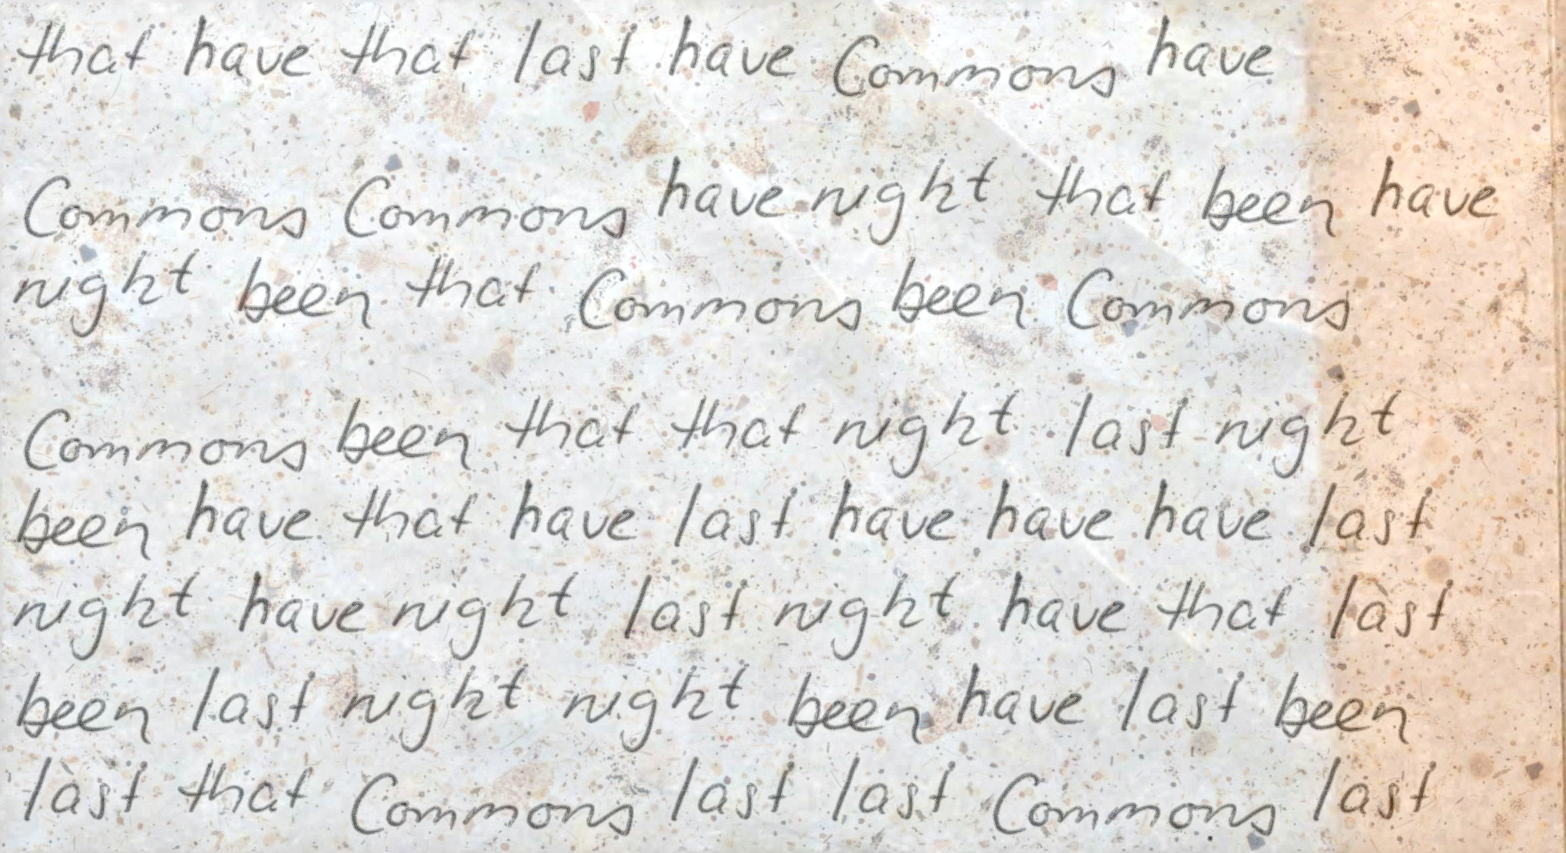 that have that last have Commons have
Commons Commons have night that been have
night been that Commons been Commons
Commons been that that night last night
been have that have last have have have last
night have night last night have that last
been last night night been have last been
last that Commons last last Commons last